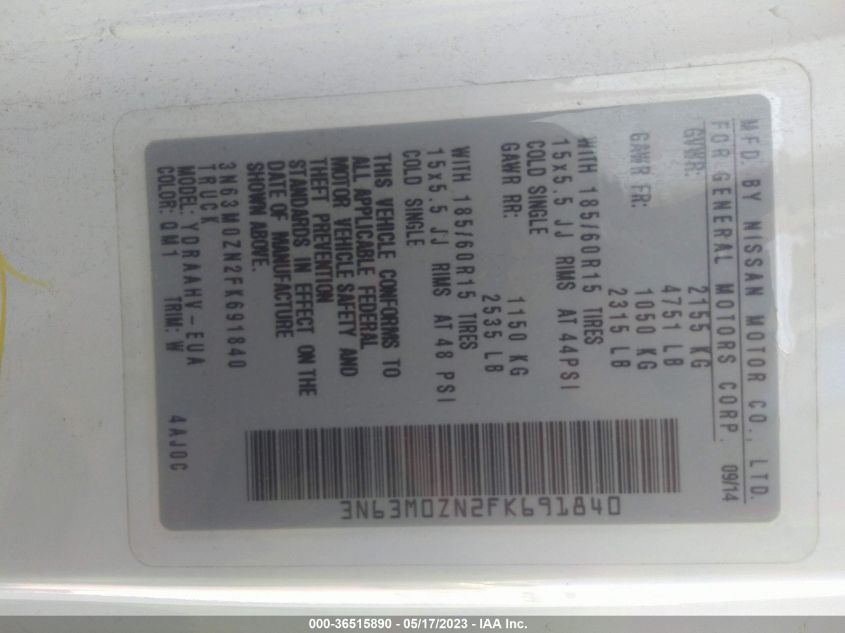 MFD. BY NISSAN MOTOR CO., LTD.
FOR GENERAL MOTORS CORP. 09/14
GVWR: 2155 KG
4751 LB
GAWR FR: 1050 KG
2315 LB
WITH 185/60R15 TIRES
15x5.5 JJ RIMS AT 44PSI
COLD SINGLE
GAWR RR: 1150 KG
2535 LB
WITH 185/60R15 TIRES
15x5.5 JJ RIMS AT 48 PSI
COLD SINGLE
THIS VEHICLE CONFORMS TO
ALL APPLICABLE FEDERAL
MOTOR VEHICLE SAFETY AND
THEFT PREVENTION
STANDARDS IN EFFECT ON THE
DATE OF MANUFACTURE
SHOWN ABOVE.
3N63M0ZN2FK691840
TRUCK
MODEL: YDRAAHV-EUA
COLOR: QM1 TRIM: W 4AJ0C
3N63M0ZN2FK691840
000-36515890 - 05/17/2023 - IAA Inc.